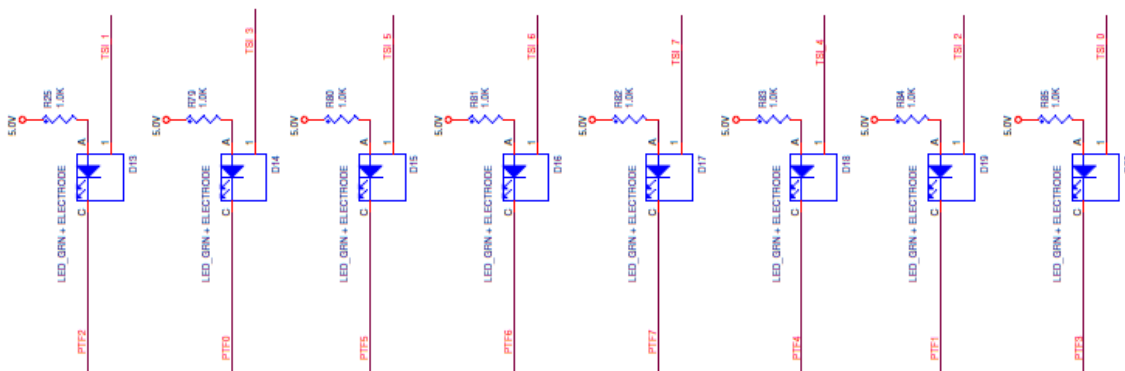 5.0V
R25
1.0K
TSI_1
A
1
D13
C
LED_GRN + ELECTRODE
PTF2
5.0V
R79
1.0K
TSI_3
A
1
D14
C
LED_GRN + ELECTRODE
PTF0
5.0V
R80
1.0K
TSI_5
A
1
D15
C
LED_GRN + ELECTRODE
PTF5
5.0V
R81
1.0K
TSI_6
A
1
D16
C
LED_GRN + ELECTRODE
PTF6
5.0V
R82
1.0K
TSI_7
A
1
D17
C
LED_GRN + ELECTRODE
PTF7
5.0V
R83
1.0K
TSI_4
A
1
D18
C
LED_GRN + ELECTRODE
PTF4
5.0V
R84
1.0K
TSI_2
A
1
D19
C
LED_GRN + ELECTRODE
PTF1
5.0V
R85
1.0K
TSI_0
A
1
C
LED_GRN + ELECTRODE
PTF3